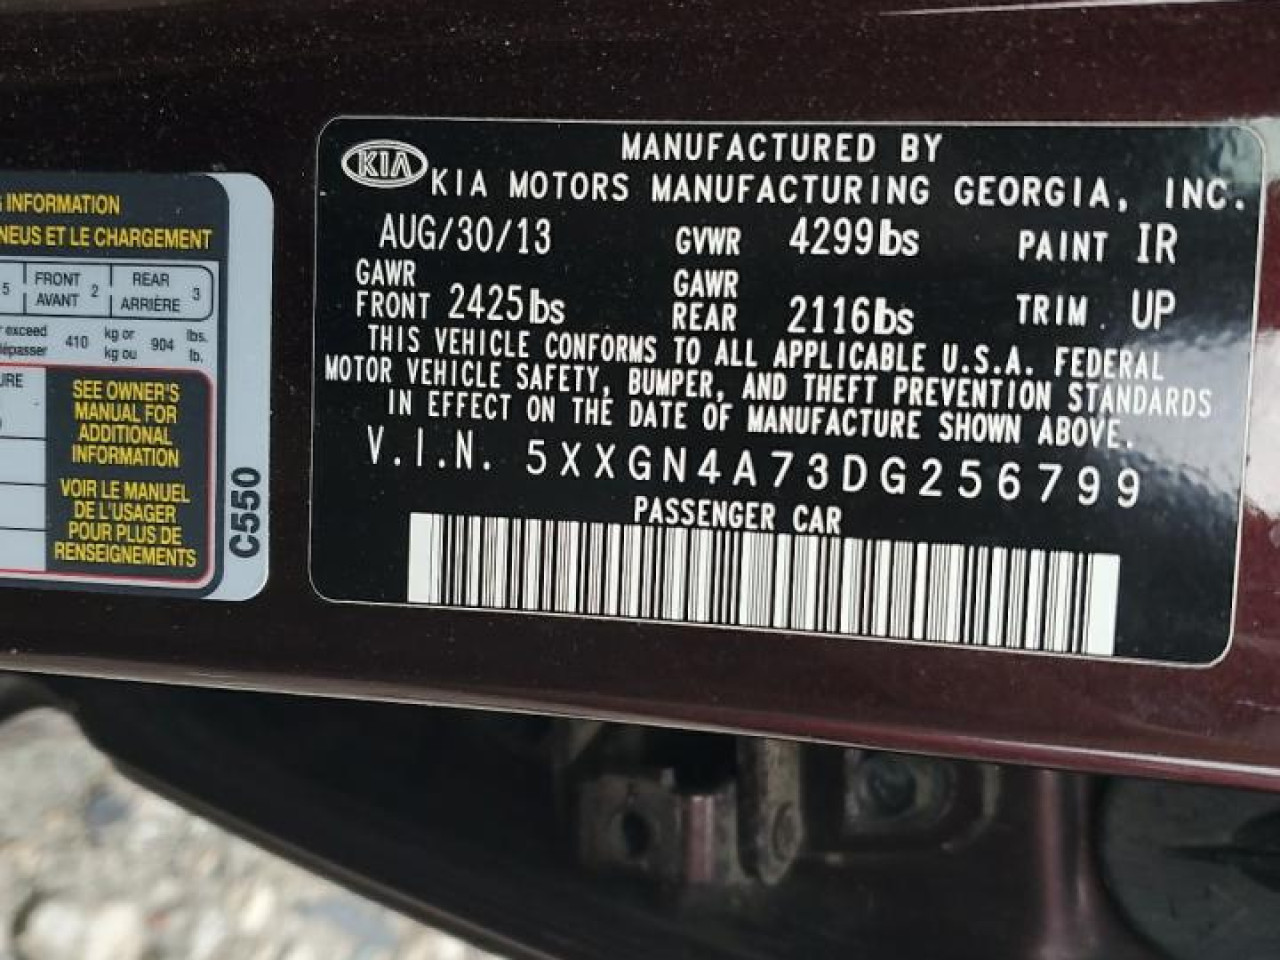 INFORMATION
NEUS ET LE CHARGEMENT
5 FRONT AVANT 2 REAR ARRIÈRE 3
exceed 410 kg or kg ou 904 lbs. lb.
SEE OWNER'S
MANUAL FOR
ADDITIONAL
INFORMATION
VOIR LE MANUEL
DE L'USAGER
POUR PLUS DE
RENSEIGNEMENTS
C550
KIA
MANUFACTURED BY
KIA MOTORS MANUFACTURING GEORGIA, INC.
AUG/30/13 GVWR 4299lbs PAINT IR
GAWR FRONT 2425lbs GAWR REAR 2116lbs TRIM UP
THIS VEHICLE CONFORMS TO ALL APPLICABLE U.S.A. FEDERAL
MOTOR VEHICLE SAFETY, BUMPER, AND THEFT PREVENTION STANDARDS
IN EFFECT ON THE DATE OF MANUFACTURE SHOWN ABOVE.
V.I.N. 5XXGN4A73DG256799
PASSENGER CAR